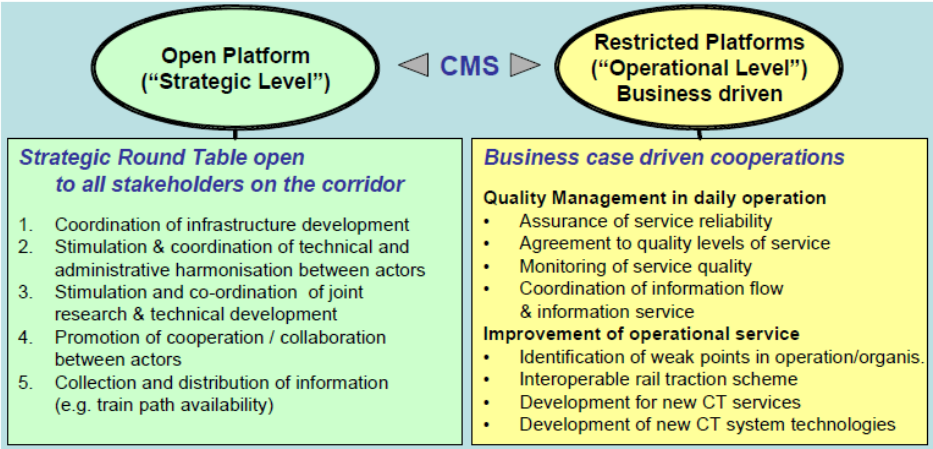 Open Platform
(“Strategic Level”)
CMS
Restricted Platforms
(“Operational Level”)
Business driven
Strategic Round Table open
to all stakeholders on the corridor
1. Coordination of infrastructure development
2. Stimulation & coordination of technical and
administrative harmonisation between actors
3. Stimulation and co-ordination of joint
research & technical development
4. Promotion of cooperation / collaboration
between actors
5. Collection and distribution of information
(e.g. train path availability)
Business case driven cooperations
Quality Management in daily operation
• Assurance of service reliability
• Agreement to quality levels of service
• Monitoring of service quality
• Coordination of information flow
& information service
Improvement of operational service
• Identification of weak points in operation/organis.
• Interoperable rail traction scheme
• Development for new CT services
• Development of new CT system technologies